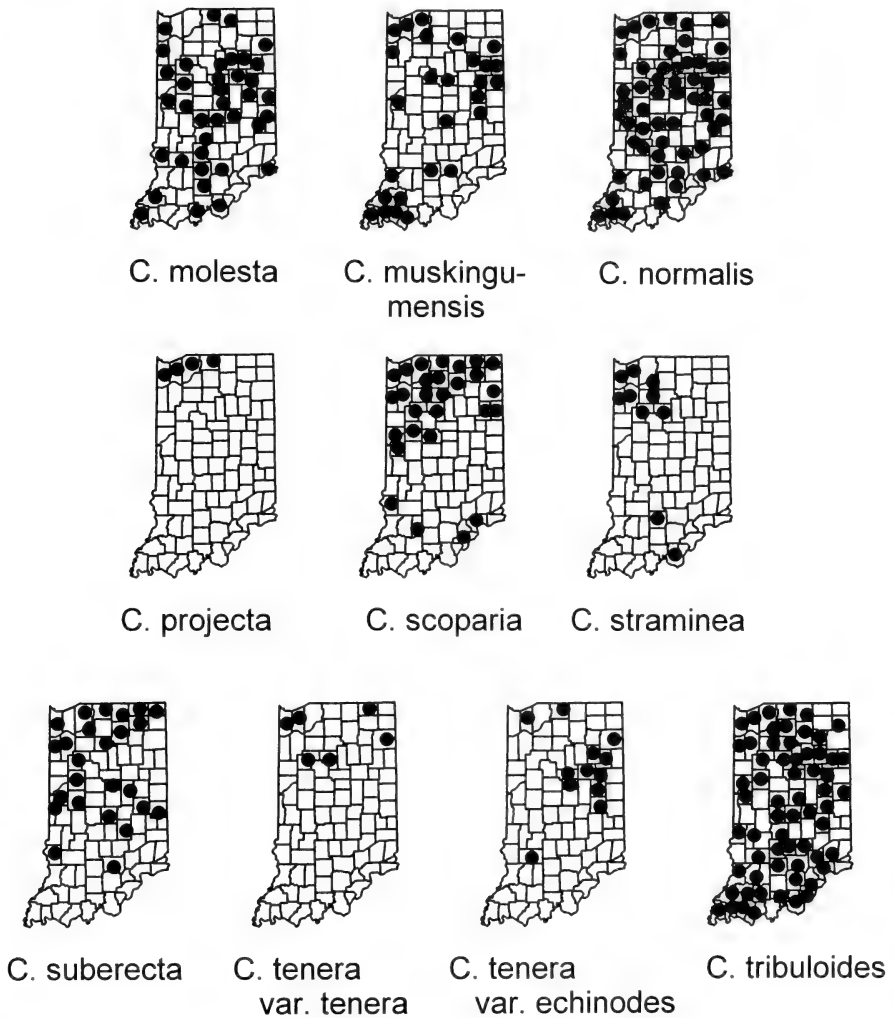 C. molesta
C. muskingu-
mensis
C. normalis
C. projecta
C. scoparia
C. straminea
C. suberecta
C. tenera
var. tenera
C. tenera
var. echinodes
C. tribuloides